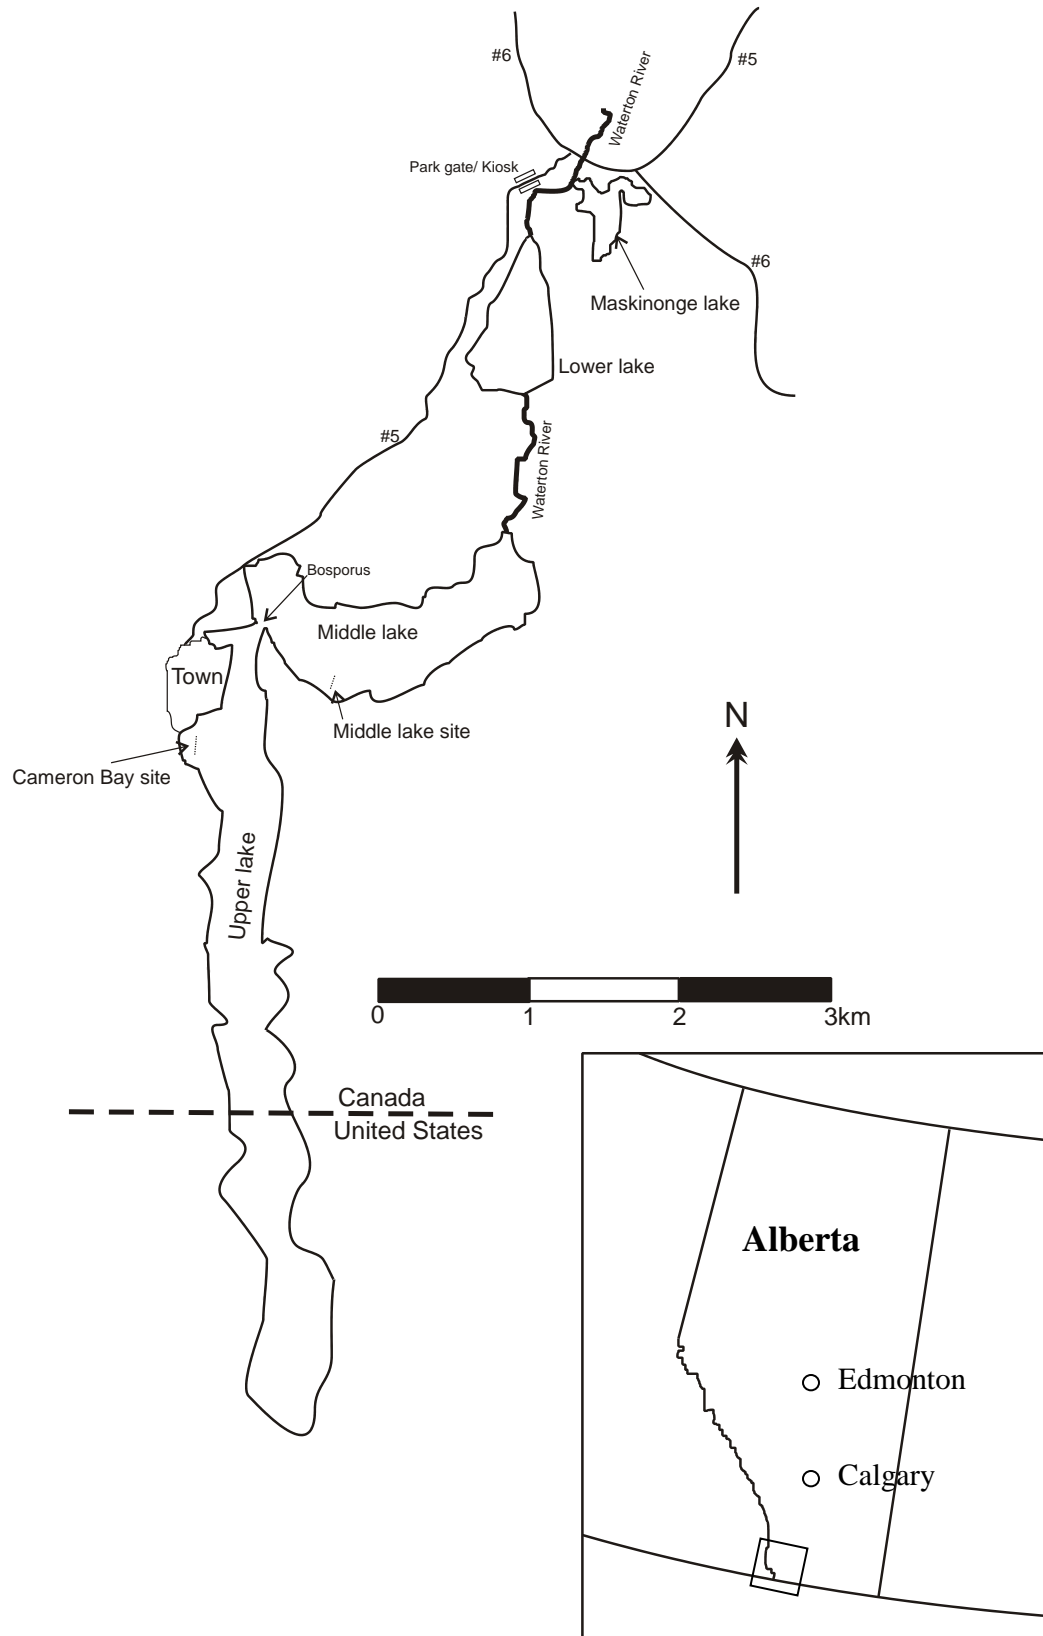 #6
#5
Waterton River
Park gate/ Kiosk
#6
Maskinonge lake
Lower lake
#5
Waterton River
Bosporus
Middle lake
Town
Middle lake site
Cameron Bay site
N
Upper lake
0 1 2 3km
Canada
United States
Alberta
Edmonton
Calgary